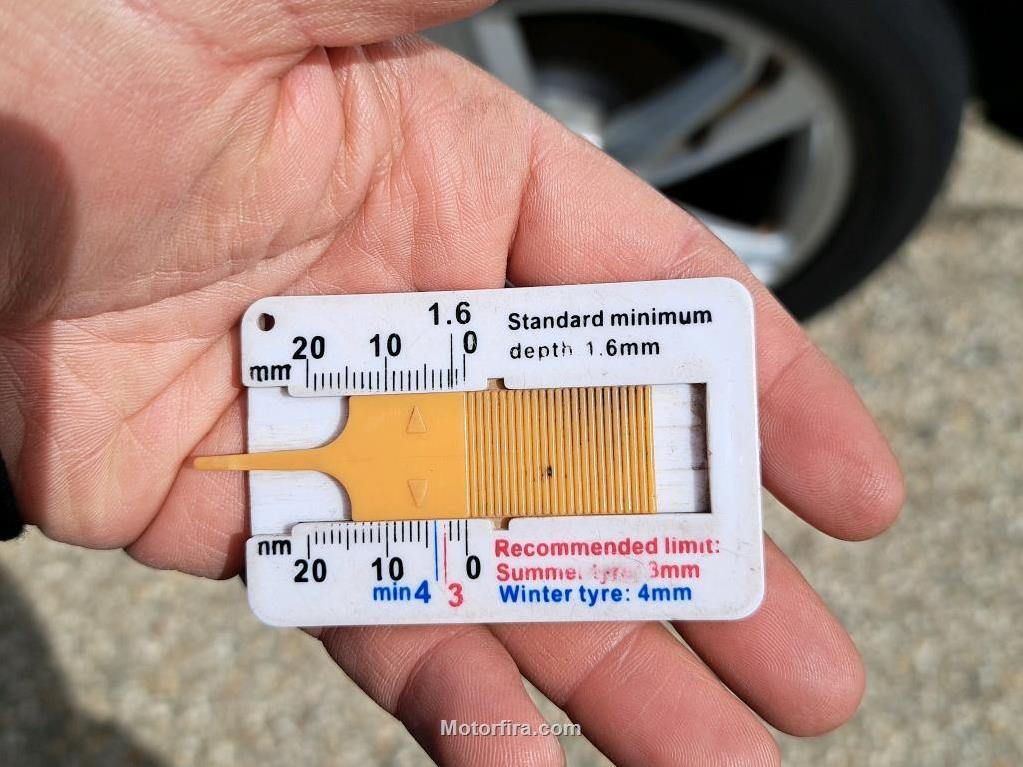 1.6
20 10 0
mm
Standard minimum
depth 1.6mm
nm
20 10 0
min 4 3
Recommended limit:
3mm
Winter tyre: 4mm
Motorfira.com